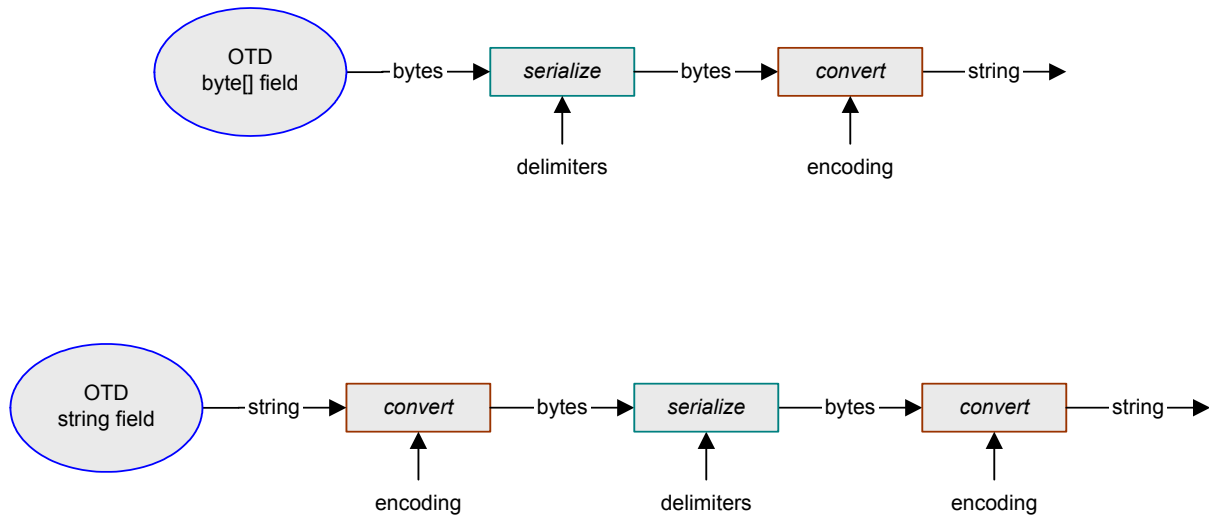 OTD
byte[] field
bytes
serialize
bytes
convert
string
delimiters
encoding
OTD
string field
string
convert
bytes
serialize
bytes
convert
string
encoding
delimiters
encoding